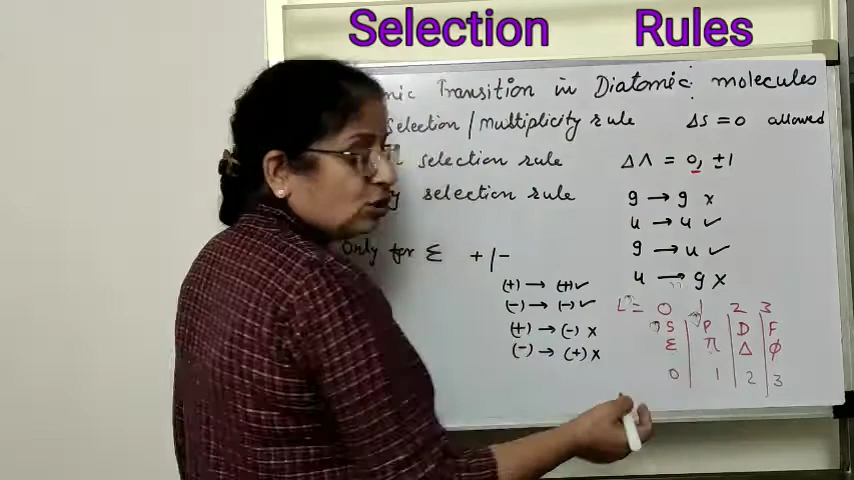 Selection Rules
Transition in Diatomic molecules
selection / multiplicity rule ΔS = 0 allowed
selection rule ΔΛ = 0, ±1
selection rule
g → g x
u → u ✓
g → u ✓
u → g x
Only for Σ + / -
(+) → (+) ✓
(-) → (-) ✓
(+) → (-) x
(-) → (+) x
L = 0 1 2 3
S | P | D | F
Σ | π | Δ | φ
0 | 1 | 2 | 3